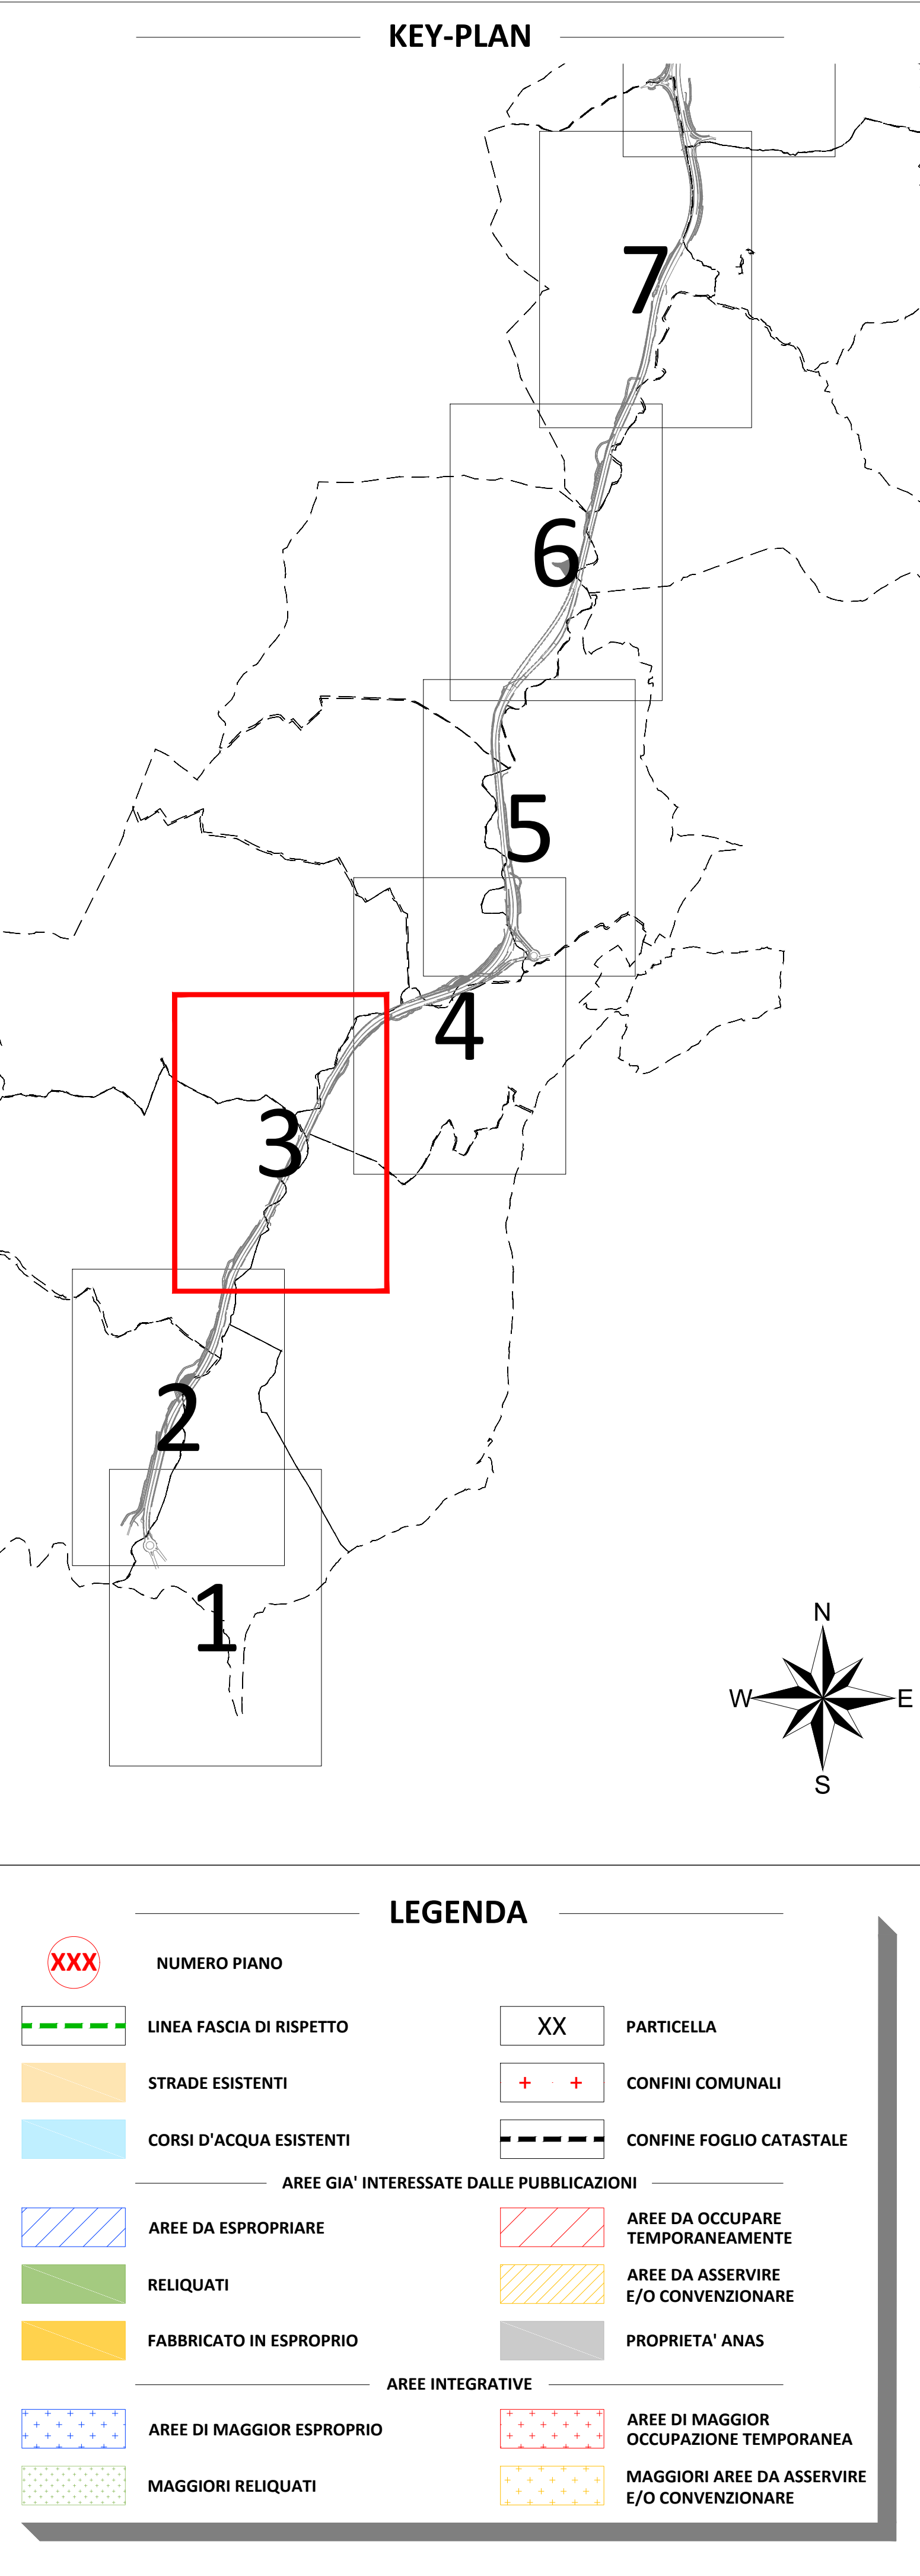 KEY-PLAN
7
6
5
4
3
2
1
N
W E
S
LEGENDA
XXX NUMERO PIANO
LINEA FASCIA DI RISPETTO
XX PARTICELLA
STRADE ESISTENTI
CONFINI COMUNALI
CORSI D'ACQUA ESISTENTI
CONFINE FOGLIO CATASTALE
AREE GIA' INTERESSATE DALLE PUBBLICAZIONI
AREE DA ESPROPRIARE
AREE DA OCCUPARE
TEMPORANEAMENTE
RELIQUATI
AREE DA ASSERVIRE
E/O CONVENZIONARE
FABBRICATO IN ESPROPRIO
PROPRIETA' ANAS
AREE INTEGRATIVE
AREE DI MAGGIOR ESPROPRIO
AREE DI MAGGIOR
OCCUPAZIONE TEMPORANEA
MAGGIORI RELIQUATI
MAGGIORI AREE DA ASSERVIRE
E/O CONVENZIONARE